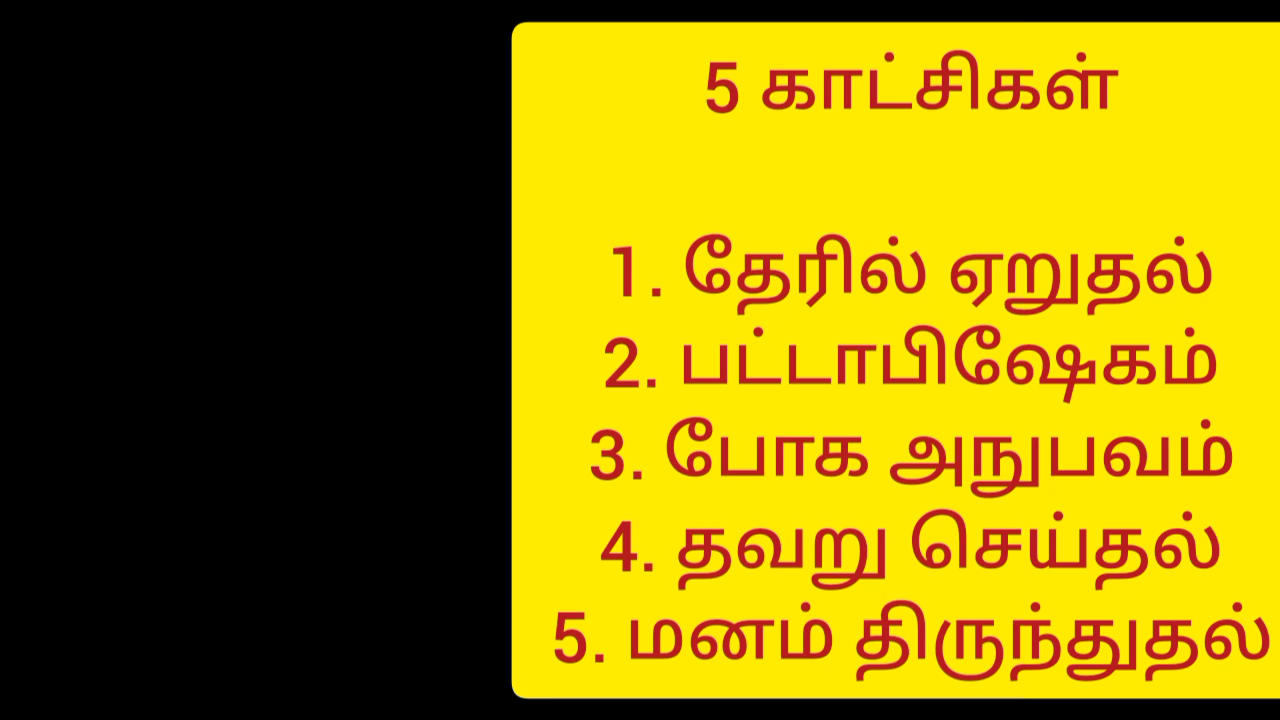 5 காட்சிகள்
1. தேரில் ஏறுதல்
2. பட்டாபிஷேகம்
3. போக அநுபவம்
4. தவறு செய்தல்
5. மனம் திருந்துதல்